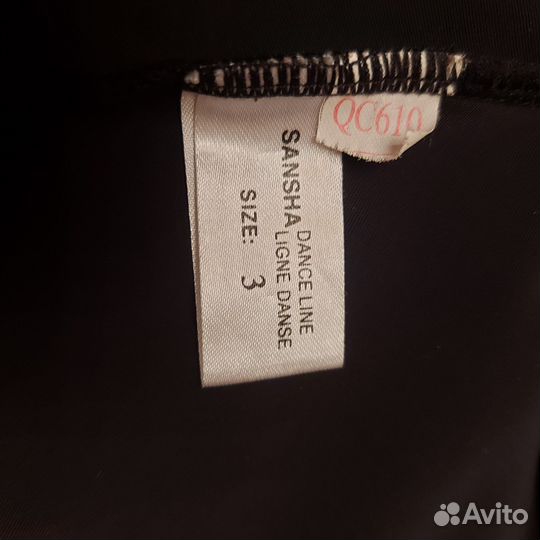 QC610
SANSHA DANCE LINE
LIGNE DANSE
SIZE: 3
Avito